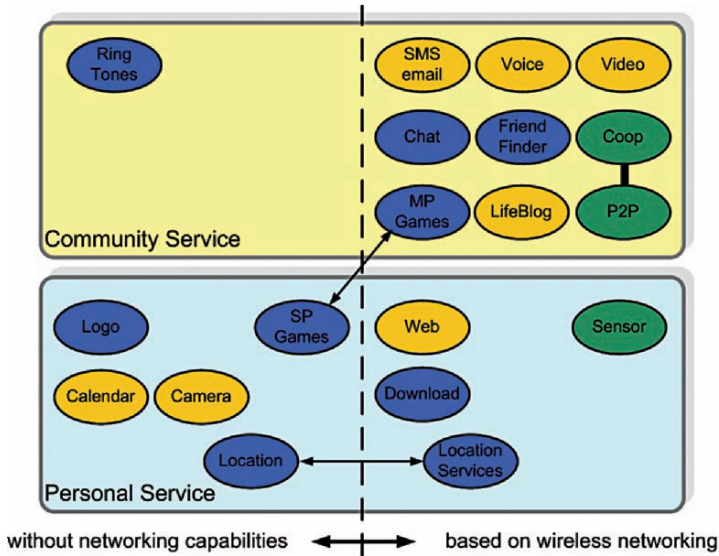 Ring
Tones
SMS
email
Voice
Video
Chat
Friend
Finder
Coop
MP
Games
LifeBlog
P2P
Community Service
Logo
SP
Games
Web
Sensor
Calendar
Camera
Download
Location
Location
Services
Personal Service
without networking capabilities
based on wireless networking